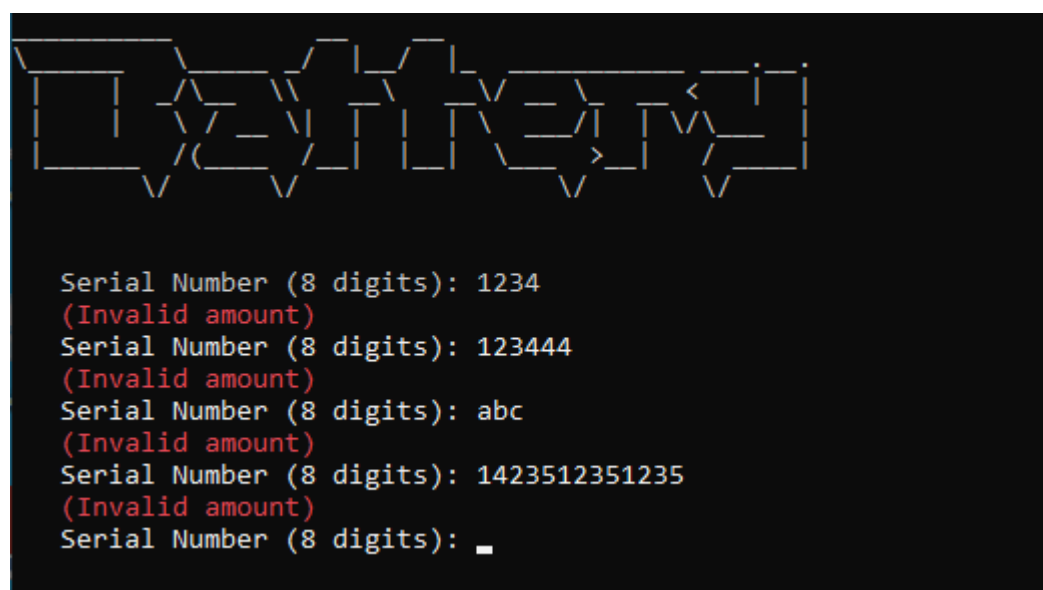 Battery
Serial Number (8 digits): 1234
(Invalid amount)
Serial Number (8 digits): 123444
(Invalid amount)
Serial Number (8 digits): abc
(Invalid amount)
Serial Number (8 digits): 1423512351235
(Invalid amount)
Serial Number (8 digits):